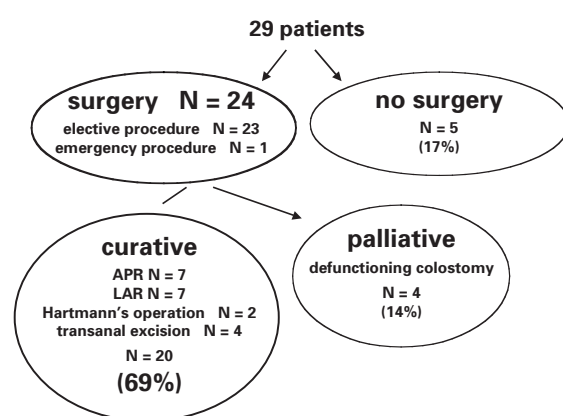 29 patients
surgery N = 24
elective procedure N = 23
emergency procedure N = 1
no surgery
N = 5
(17%)
curative
APR N = 7
LAR N = 7
Hartmann's operation N = 2
transanal excision N = 4
N = 20
(69%)
palliative
defunctioning colostomy
N = 4
(14%)